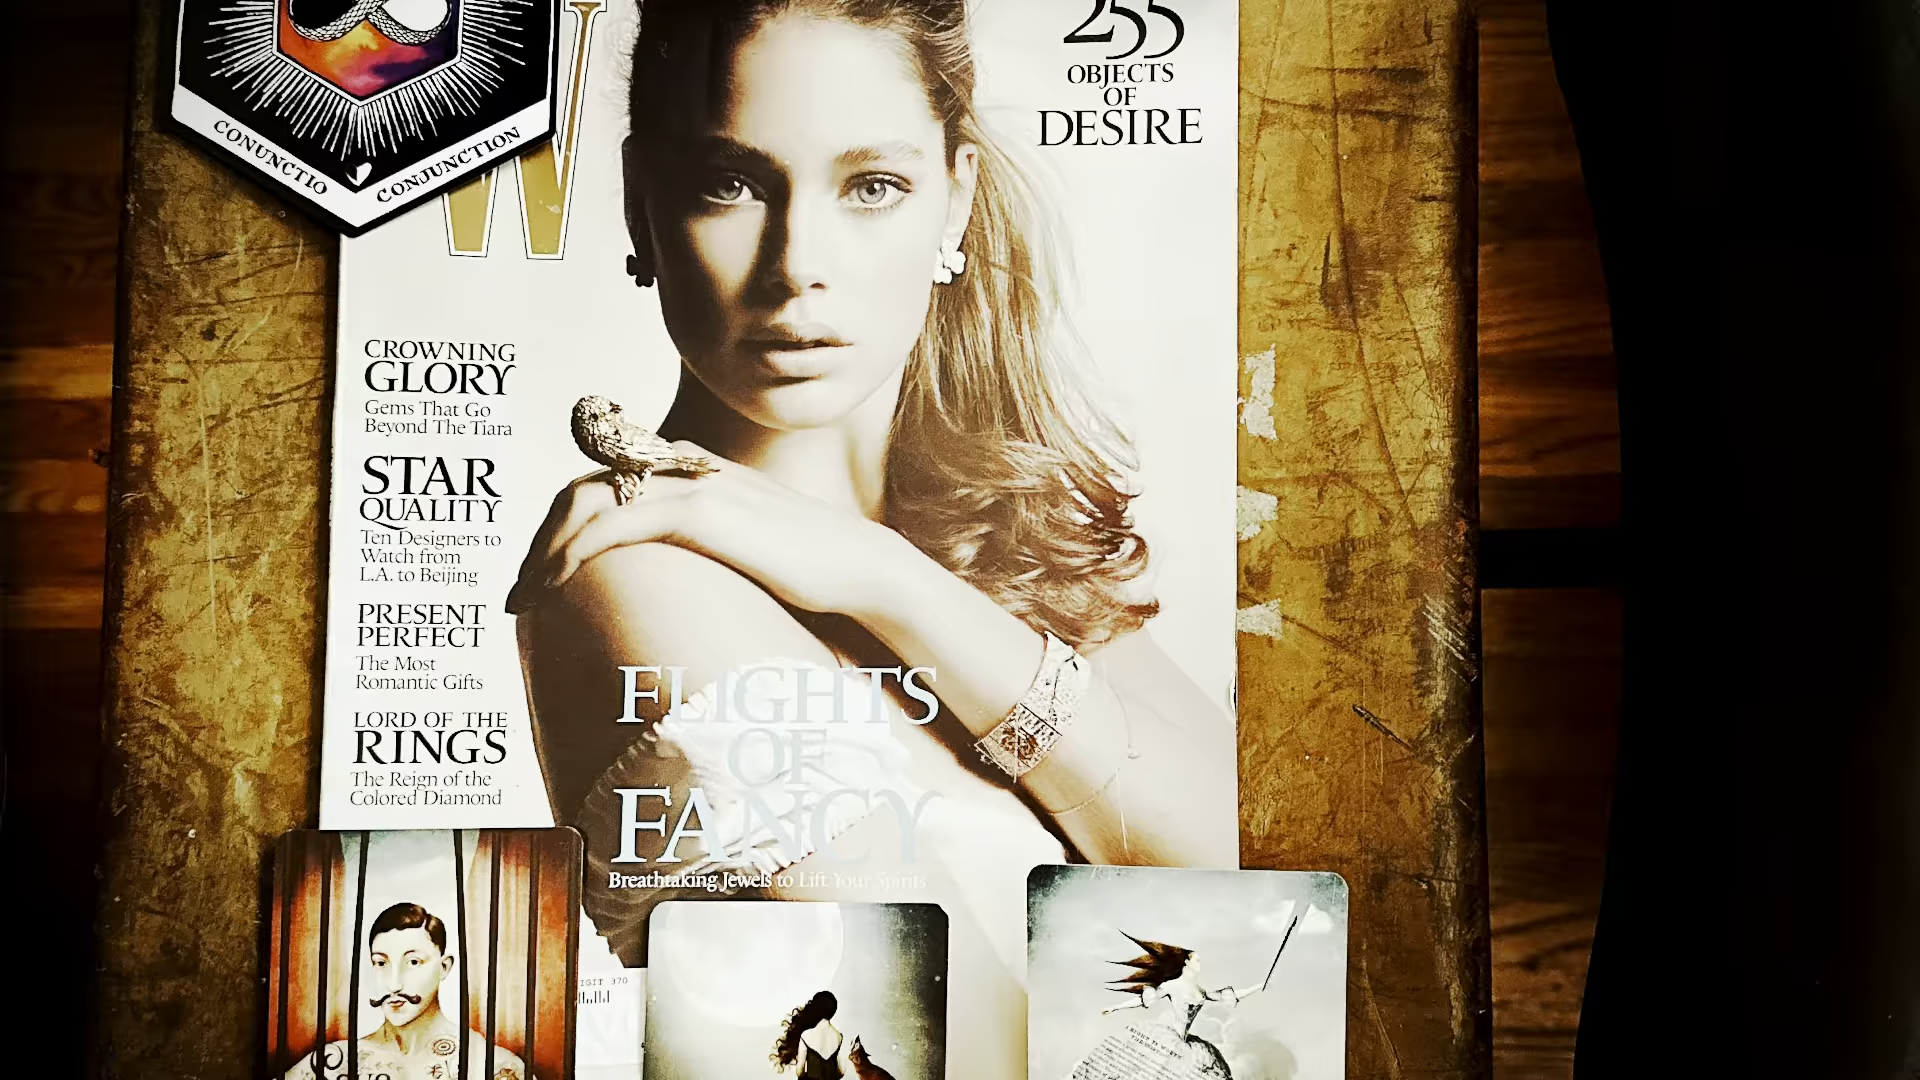 CONUNCTIO
CONJUNCTION
W
255
OBJECTS
OF
DESIRE
CROWNING
GLORY
Gems That Go
Beyond The Tiara
STAR
QUALITY
Ten Designers to
Watch from
L.A. to Beijing
PRESENT
PERFECT
The Most
Romantic Gifts
LORD OF THE
RINGS
The Reign of the
Colored Diamond
FLIGHTS
OF
FANCY
Breathtaking Jewels to Lift Your Spirits
IGIT 370